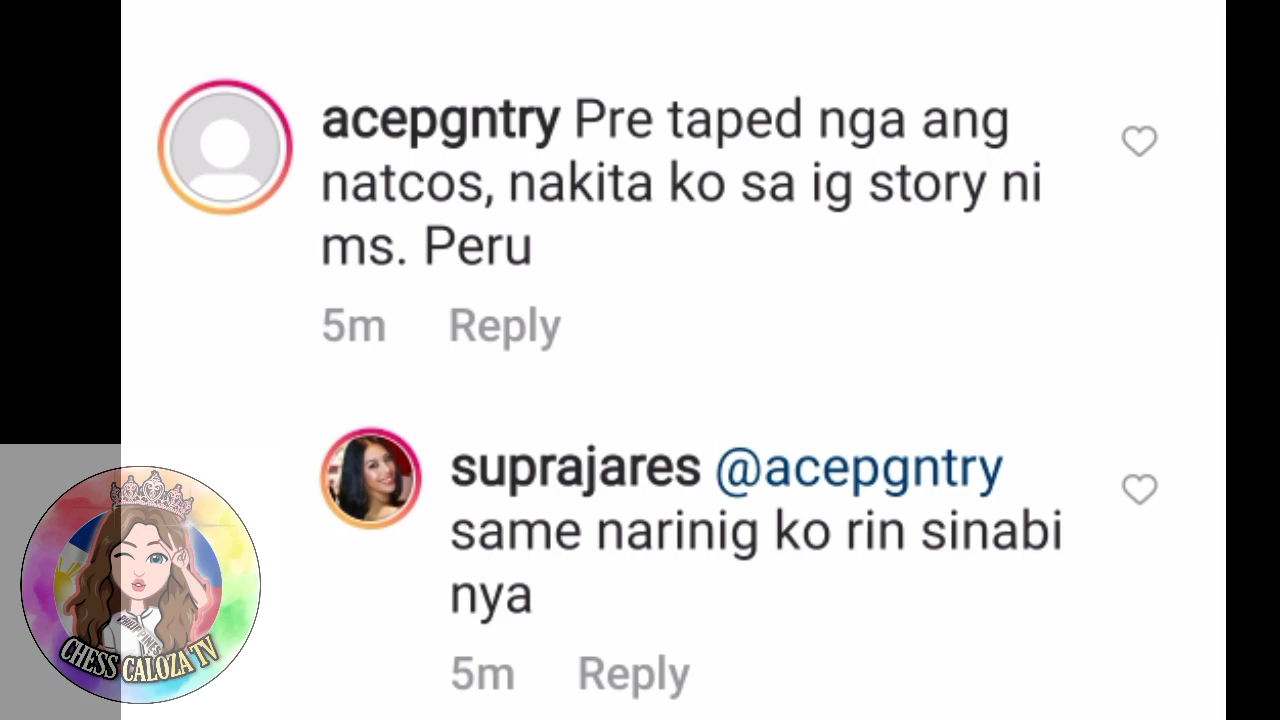 acepgntry Pre taped nga ang
natcos, nakita ko sa ig story ni
ms. Peru
5m Reply
suprajares @acepgntry
same narinig ko rin sinabi
nya
5m Reply
PHILIPPINES
CHESS CALOZA TV